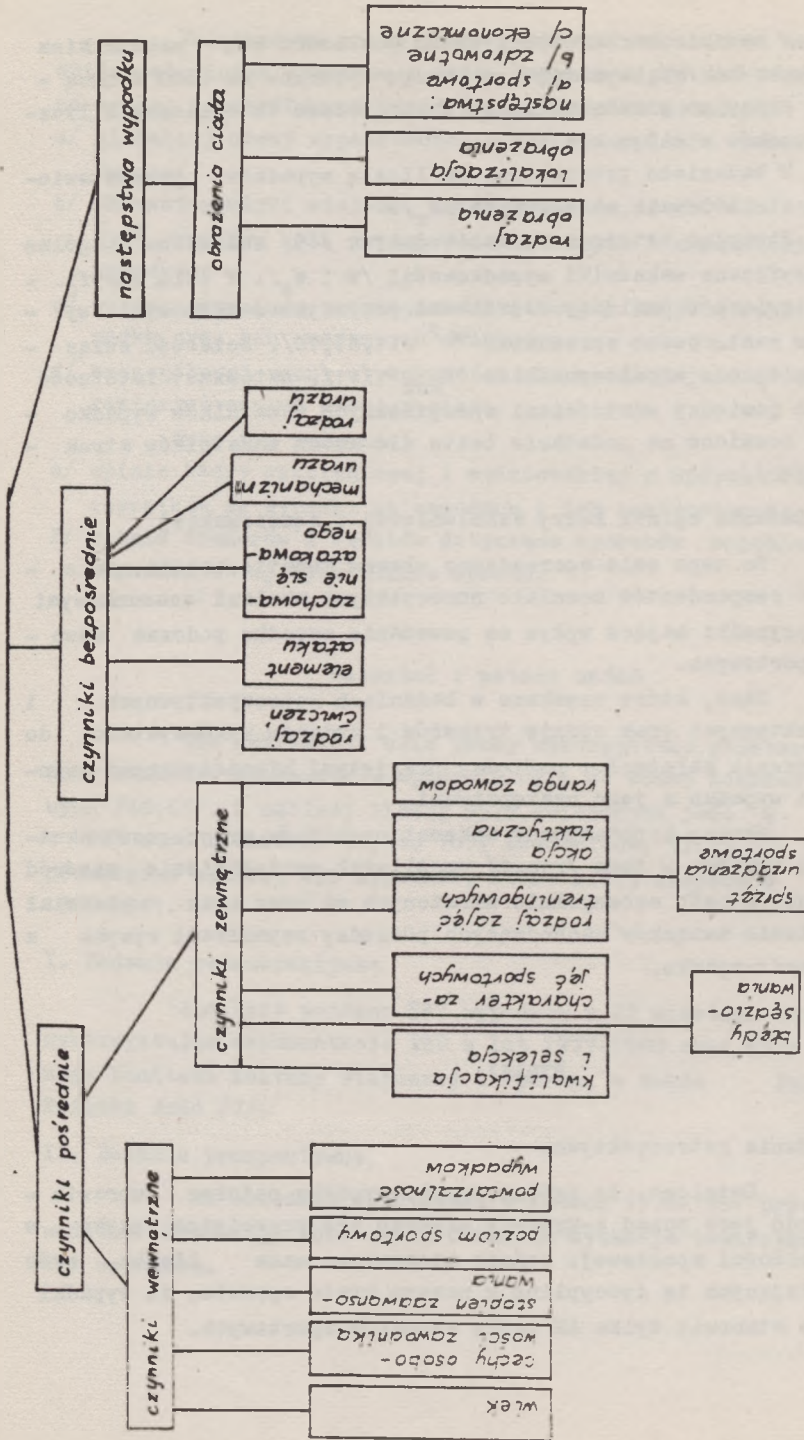 czynniki pośrednie
czynniki bezpośrednie
następstwa wypadku
czynniki wewnętrzne
wiek
cechy osobo-
wośc. zawodnika
stopień zaawanso-
wania
poziom sportowy
powtarzalność
wypadków
czynniki zewnętrzne
kwalifikacja
i selekcja
błędy
sędzio-
wania
charakter za-
jęć sportowych
rodzaj zajęć
treningowych
sprzęt
urządzenia
sportowe
akcja
taktyczna
ranga zawodów
rodzaj
ćwiczeń
element
ataku
zachowa-
nie się
atakowa-
nego
mechanizm
urazu
rodzaj
urazu
obrażenia ciała
rodzaj
obrażenia
lokalizacja
obrażenia
następstwa:
a/ sportowe
b/ zdrowotne
c/ ekonomiczne